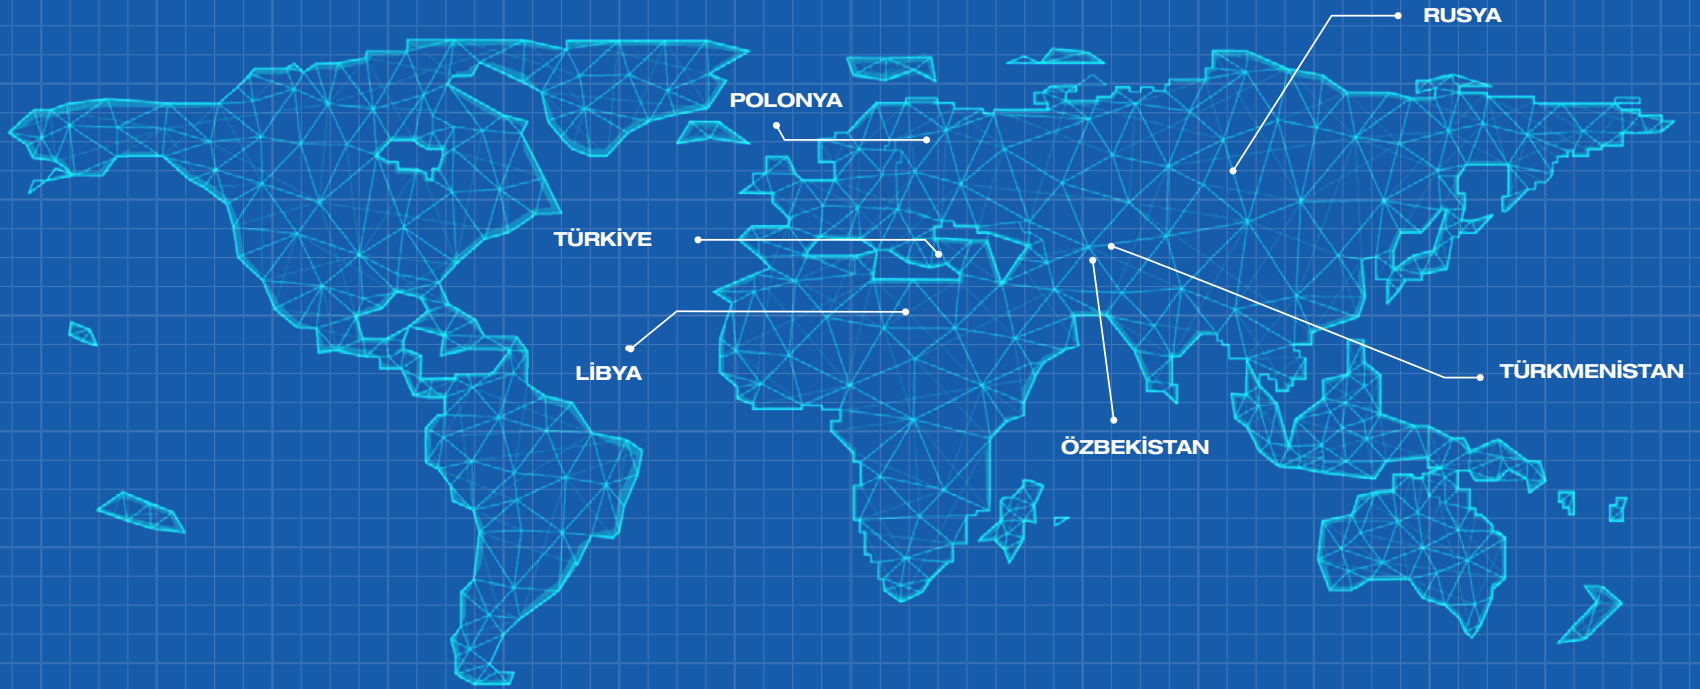 RUSYA
POLONYA
TÜRKİYE
LİBYA
TÜRKMENİSTAN
ÖZBEKİSTAN